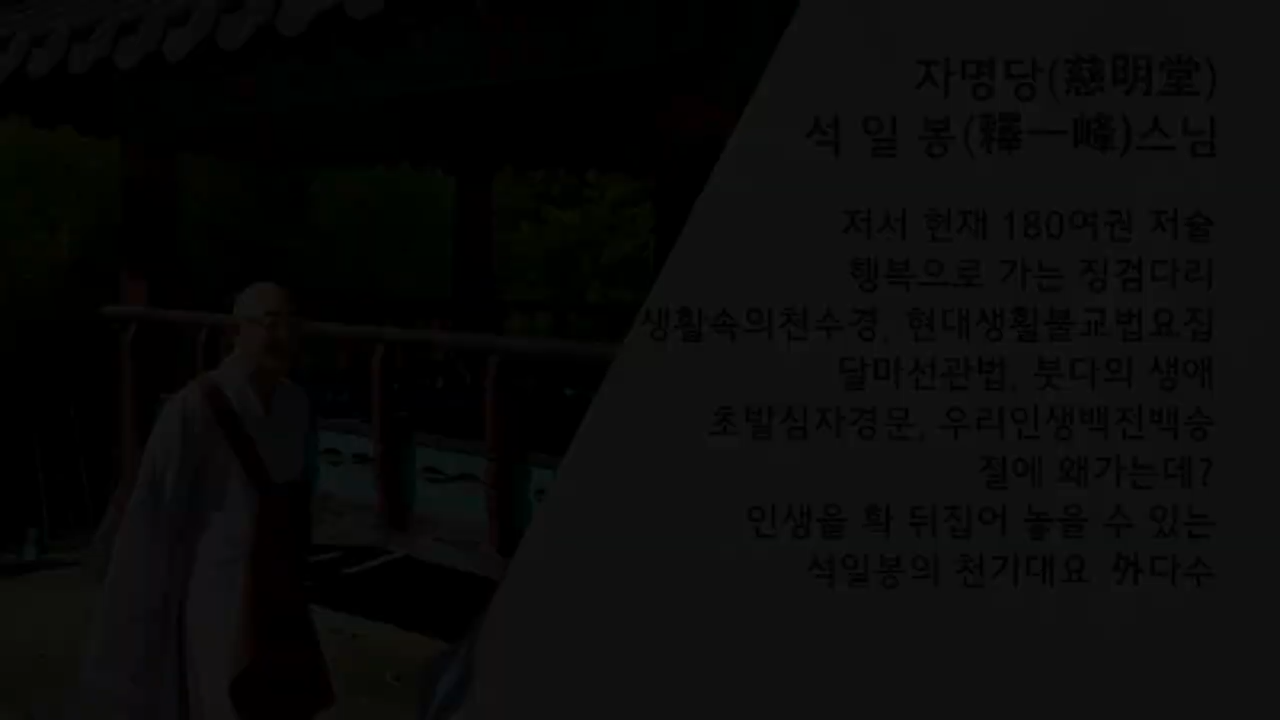 자명당(慈明堂)
석 일 봉(釋一峰)스님
저서 현재 180여권 저술
행복으로 가는 징검다리
생활속의천수경, 현대생활불교법요집
달마선관법, 붓다의 생애
초발심자경문, 우리인생백진백승
절에 왜가는데?
인생을 확 뒤집어 놓을 수 있는
석일봉의 천기대요 外다수